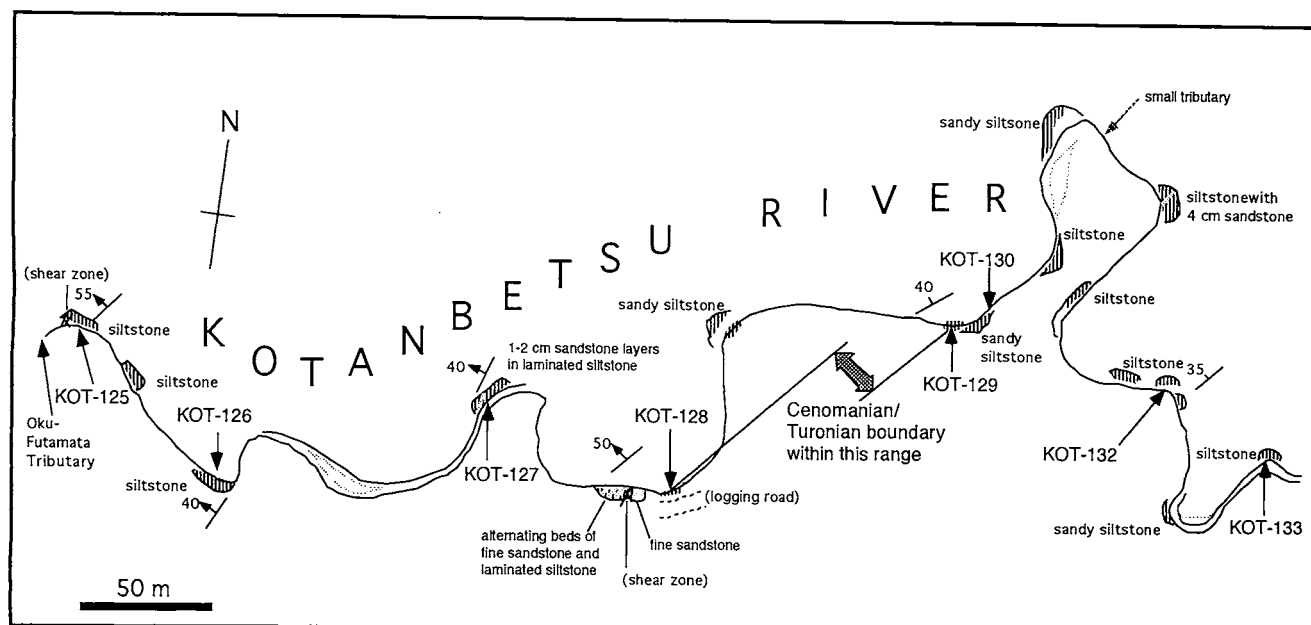 N
KOTANBETSU RIVER
small tributary
sandy siltsone
siltstonewith
4 cm sandstone
siltstone
KOT-130
40
siltstone
(shear zone)
55
siltstone
sandy siltstone
1-2 cm sandstone layers
in laminated siltstone
40
sandy
siltstone
KOT-129
siltstone
35
KOT-125
siltstone
KOT-126
KOT-128
Cenomanian/
Turonian boundary
within this range
Oku-
Futamata
Tributary
KOT-127
50
KOT-132
siltstone
siltstone
40
(logging road)
KOT-133
sandy siltstone
alternating beds of
fine sandstone and
laminated siltstone
fine sandstone
(shear zone)
50 m